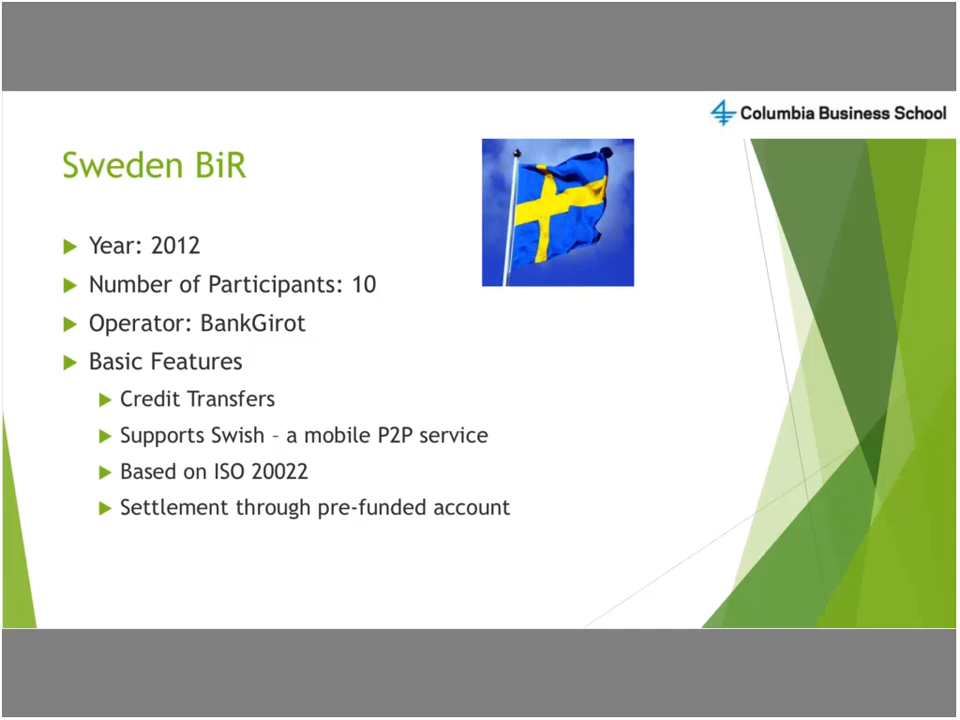 Columbia Business School
Sweden BiR
Year: 2012
Number of Participants: 10
Operator: BankGirot
Basic Features
Credit Transfers
Supports Swish – a mobile P2P service
Based on ISO 20022
Settlement through pre-funded account